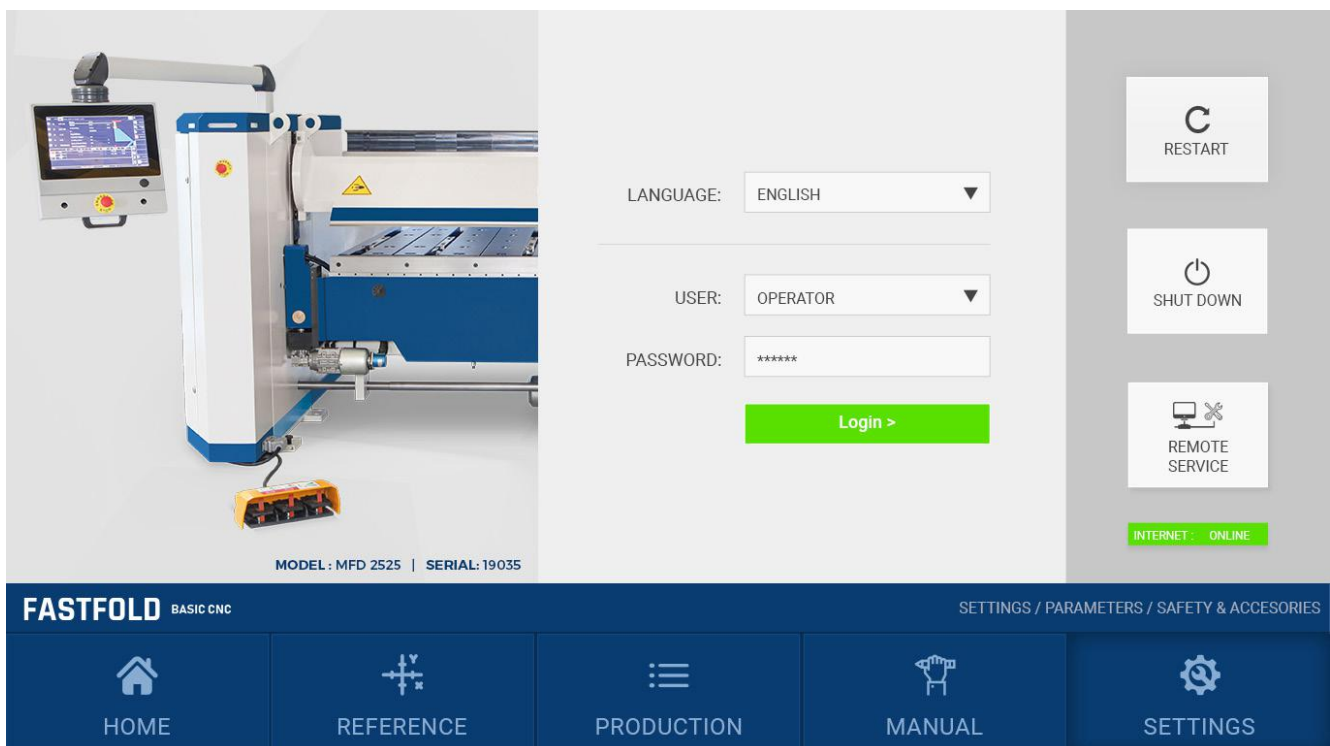 RESTART
LANGUAGE: ENGLISH
SHUT DOWN
USER: OPERATOR
PASSWORD: ******
Login >
REMOTE
SERVICE
INTERNET : ONLINE
MODEL : MFD 2525 | SERIAL: 19035
FASTFOLD BASIC CNC
SETTINGS / PARAMETERS / SAFETY & ACCESORIES
HOME
REFERENCE
PRODUCTION
MANUAL
SETTINGS